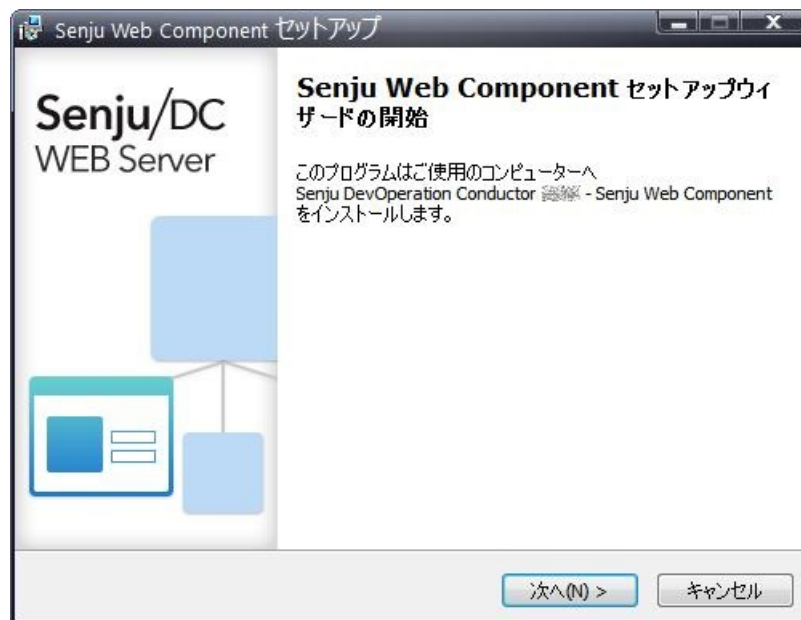 Senju Web Component セットアップ
Senju/DC
WEB Server
Senju Web Component セットアップウィ
ザードの開始
このプログラムはご使用のコンピューターへ
Senju DevOperation Conductor - Senju Web Component
をインストールします。
次へ(N) >
キャンセル